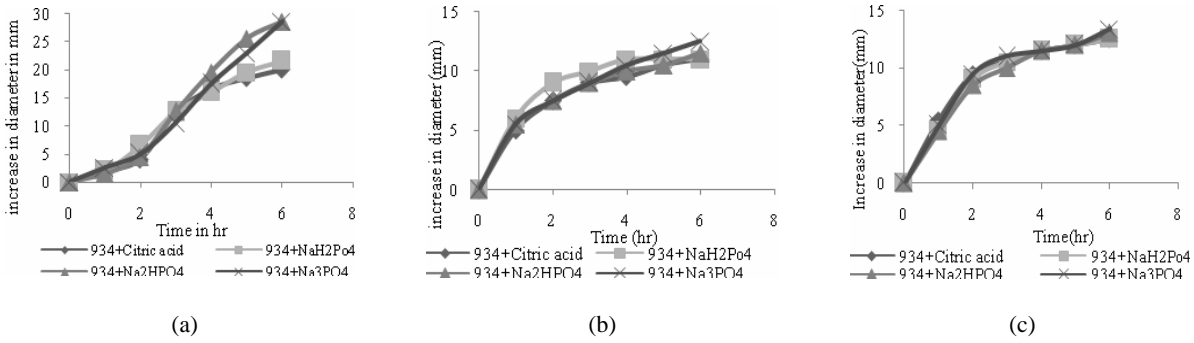 increase in diameter in mm
30
25
20
15
10
5
0
0 2 4 6 8
Time in hr
934+Citric acid 934+NaH2Po4
934+Na2HPO4 934+Na3PO4
(a)
increase in diameter(mm)
15
10
5
0
0 2 4 6 8
Time (hr)
934+Citric acid 934+NaH2Po4
934+Na2HPO4 934+Na3PO4
(b)
Increase in diameter(mm)
15
10
5
0
0 2 4 6 8
Time(hr)
934+Citric acid 934+NaH2Po4
934+Na2HPO4 934+Na3PO4
(c)